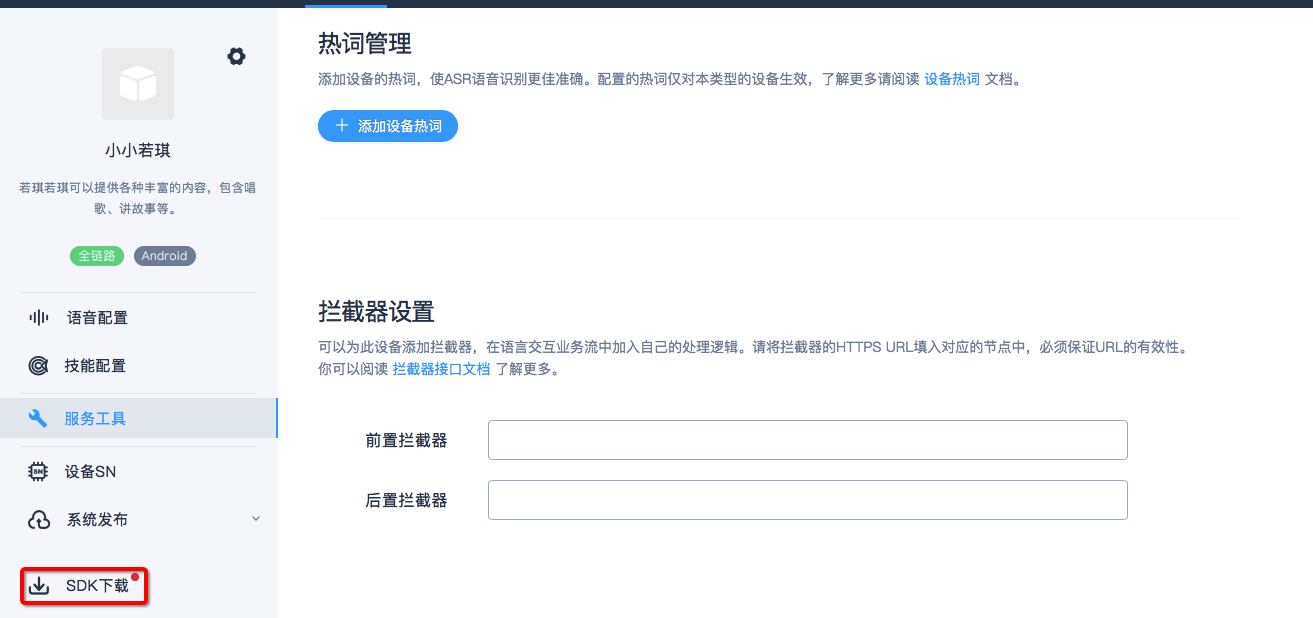 小小若琪
若琪若琪可以提供各种丰富的内容，包含唱
歌、讲故事等。
全链路
Android
语音配置
技能配置
服务工具
SN
设备SN
系统发布
SDK下载
热词管理
添加设备的热词，使ASR语音识别更佳准确。配置的热词仅对本类型的设备生效，了解更多请阅读 设备热词 文档。
添加设备热词
拦截器设置
可以为此设备添加拦截器，在语言交互业务流中加入自己的处理逻辑。请将拦截器的HTTPS URL填入对应的节点中，必须保证URL的有效性。
你可以阅读 拦截器接口文档 了解更多。
前置拦截器
后置拦截器